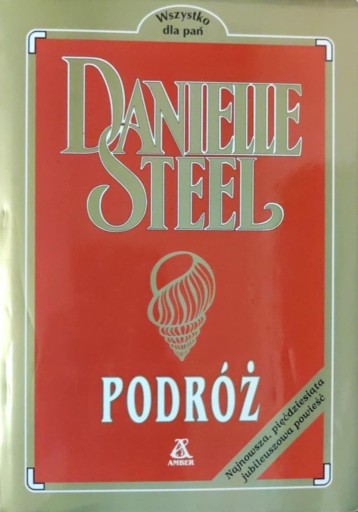 Wszystko
dla pań
DANIELLE
STEEL
PODRÓŻ
AMBER
Najnowsza, pięćdziesiąta
jubileuszowa powieść